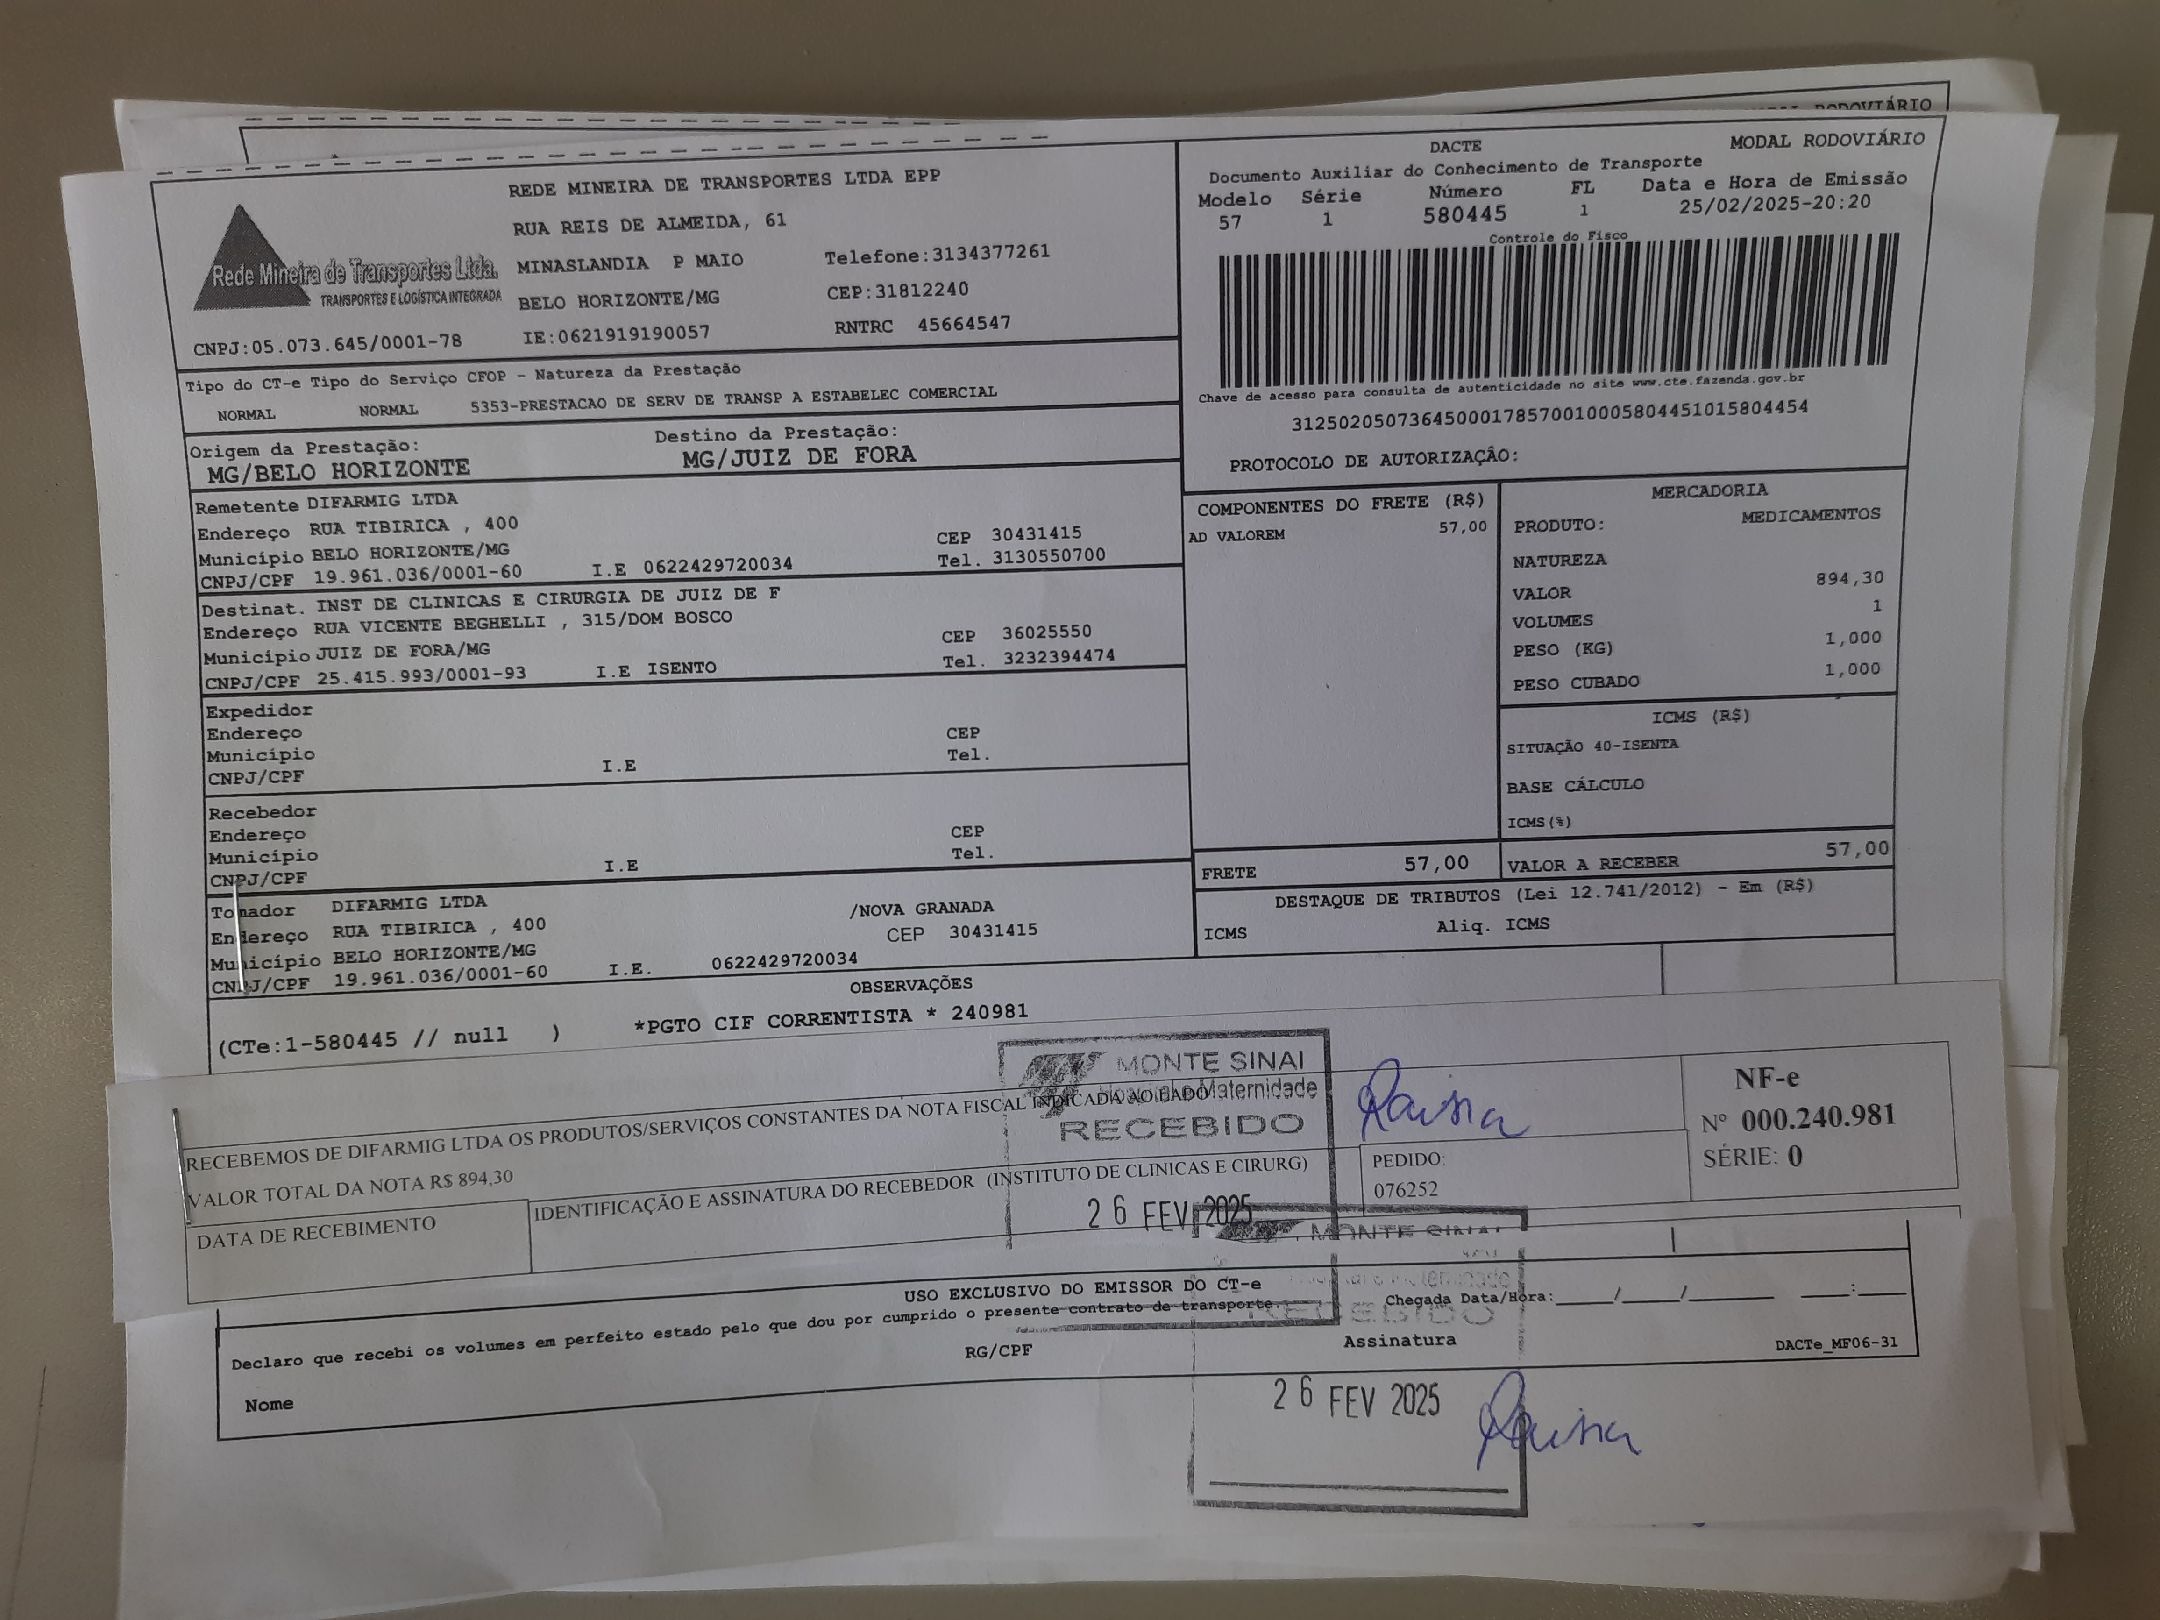 RODOVIÁRIO
REDE MINEIRA DE TRANSPORTES LTDA EPP
RUA REIS DE ALMEIDA, 61
MINASLANDIA P MAIO Telefone:3134377261
BELO HORIZONTE/MG CEP:31812240
CNPJ:05.073.645/0001-78 IE:0621919190057 RNTRC 45664547
Rede Mineira de Transportes Ltda.
TRANSPORTES E LOGÍSTICA INTEGRADA
DACTE MODAL RODOVIÁRIO
Documento Auxiliar do Conhecimento de Transporte
Modelo Série Número FL Data e Hora de Emissão
57 1 580445 1 25/02/2025-20:20
Controle do Fisco
Chave de acesso para consulta de autenticidade no site www.cte.fazenda.gov.br
31250205073645000178570010005804451015804454
PROTOCOLO DE AUTORIZAÇÃO:
Tipo do CT-e Tipo do Serviço CFOP - Natureza da Prestação
NORMAL NORMAL 5353-PRESTACAO DE SERV DE TRANSP A ESTABELEC COMERCIAL
Origem da Prestação: Destino da Prestação:
MG/BELO HORIZONTE MG/JUIZ DE FORA
Remetente DIFARMIG LTDA
Endereço RUA TIBIRICA , 400
Município BELO HORIZONTE/MG CEP 30431415
CNPJ/CPF 19.961.036/0001-60 I.E 0622429720034 Tel. 3130550700
Destinat. INST DE CLINICAS E CIRURGIA DE JUIZ DE F
Endereço RUA VICENTE BEGHELLI , 315/DOM BOSCO
Município JUIZ DE FORA/MG CEP 36025550
CNPJ/CPF 25.415.993/0001-93 I.E ISENTO Tel. 3232394474
Expedidor
Endereço CEP
Município Tel.
CNPJ/CPF I.E
Recebedor
Endereço CEP
Município Tel.
CNPJ/CPF I.E
Tomador DIFARMIG LTDA /NOVA GRANADA
Endereço RUA TIBIRICA , 400 CEP 30431415
Município BELO HORIZONTE/MG
CNPJ/CPF 19.961.036/0001-60 I.E. 0622429720034
COMPONENTES DO FRETE (R$)
AD VALOREM 57,00
MERCADORIA
PRODUTO: MEDICAMENTOS
NATUREZA
VALOR 894,30
VOLUMES 1
PESO (KG) 1,000
PESO CUBADO 1,000
ICMS (R$)
SITUAÇÃO 40-ISENTA
BASE CÁLCULO
ICMS(%)
FRETE 57,00 VALOR A RECEBER 57,00
DESTAQUE DE TRIBUTOS (Lei 12.741/2012) - Em (R$)
ICMS Aliq. ICMS
OBSERVAÇÕES
(CTe:1-580445 // null ) *PGTO CIF CORRENTISTA * 240981
RECEBEMOS DE DIFARMIG LTDA OS PRODUTOS/SERVIÇOS CONSTANTES DA NOTA FISCAL INDICADA AO LADO
VALOR TOTAL DA NOTA R$ 894,30
DATA DE RECEBIMENTO
IDENTIFICAÇÃO E ASSINATURA DO RECEBEDOR (INSTITUTO DE CLINICAS E CIRURG)
MONTE SINAI
Hospital e Maternidade
RECEBIDO
26 FEV 2025
Raisa
PEDIDO:
076252
NF-e
Nº 000.240.981
SÉRIE: 0
MONTE SINAI
RECEBIDO
USO EXCLUSIVO DO EMISSOR DO CT-e
Declaro que recebi os volumes em perfeito estado pelo que dou por cumprido o presente contrato de transporte.
Chegada Data/Hora:____/____/______ ___:___
Nome RG/CPF Assinatura
DACTe_MF06-31
26 FEV 2025
Raisa